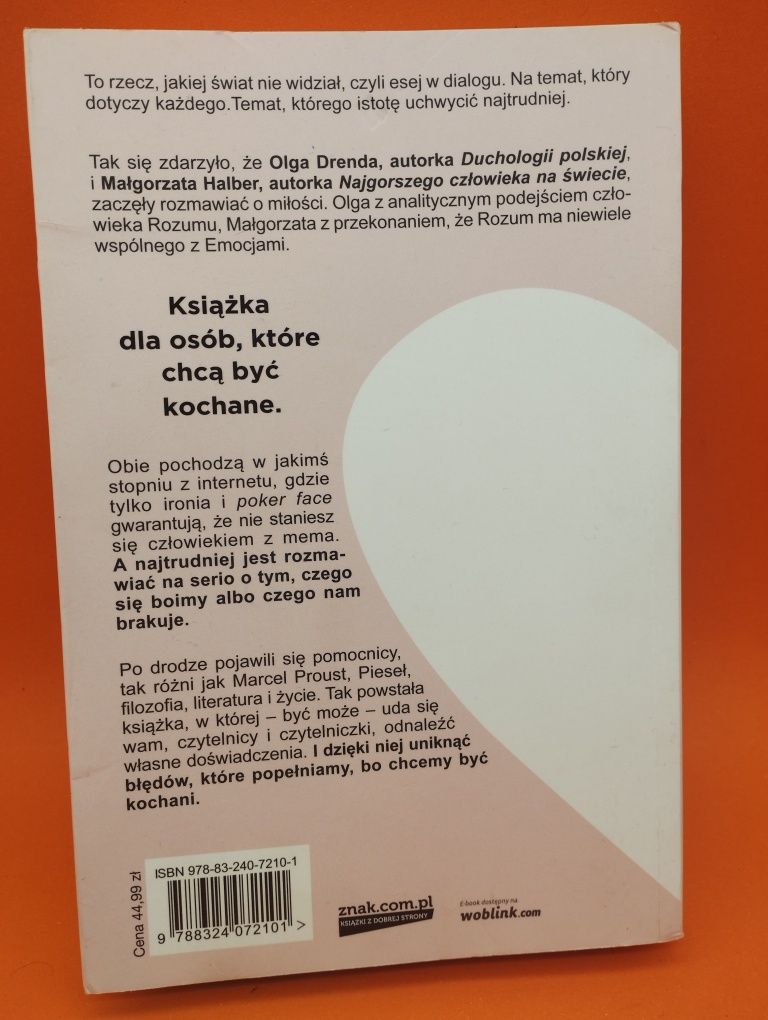 To rzecz, jakiej świat nie widział, czyli esej w dialogu. Na temat, który
dotyczy każdego.Temat, którego istotę uchwycić najtrudniej.
Tak się zdarzyło, że Olga Drenda, autorka Duchologii polskiej,
i Małgorzata Halber, autorka Najgorszego człowieka na świecie,
zaczęły rozmawiać o miłości. Olga z analitycznym podejściem czło-
wieka Rozumu, Małgorzata z przekonaniem, że Rozum ma niewiele
wspólnego z Emocjami.
Książka
dla osób, które
chcą być
kochane.
Obie pochodzą w jakimś
stopniu z internetu, gdzie
tylko ironia i poker face
gwarantują, że nie staniesz
się człowiekiem z mema.
A najtrudniej jest rozma-
wiać na serio o tym, czego
się boimy albo czego nam
brakuje.
Po drodze pojawili się pomocnicy,
tak różni jak Marcel Proust, Pieseł,
filozofia, literatura i życie. Tak powstała
książka, w której – być może – uda się
wam, czytelnicy i czytelniczki, odnaleźć
własne doświadczenia. I dzięki niej uniknąć
błędów, które popełniamy, bo chcemy być
kochani.
Cena 44,99 zł
ISBN 978-83-240-7210-1
9 788324 072101 >
znak.com.pl
KSIĄŻKI Z DOBREJ STRONY
E-book dostępny na
woblink.com